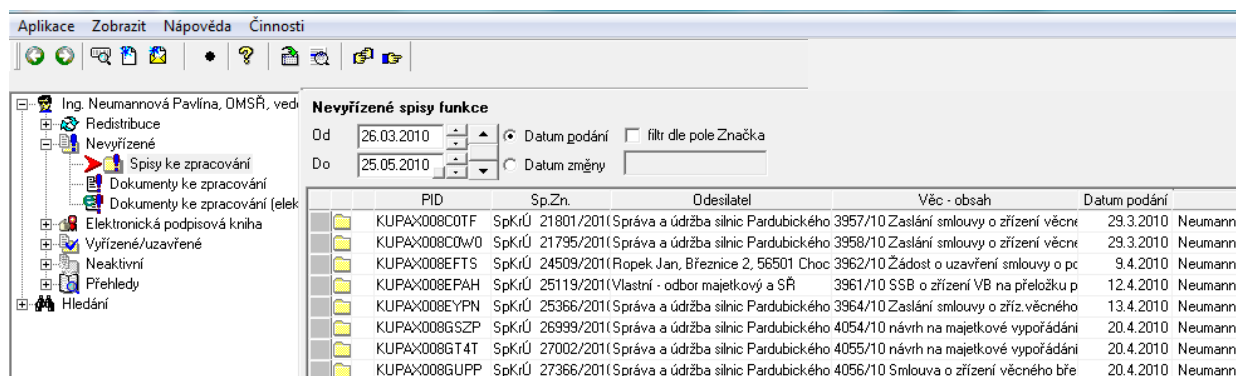 Aplikace Zobrazit Nápověda Činnosti
Ing. Neumannová Pavlína, OMSŘ, vedo
Redistribuce
Nevyřízené
Spisy ke zpracování
Dokumenty ke zpracování
Dokumenty ke zpracování (elek
Elektronická podpisová kniha
Vyřízené/uzavřené
Neaktivní
Přehledy
Hledání
Nevyřízené spisy funkce
Od 26.03.2010 Datum podání filtr dle pole Značka
Do 25.05.2010 Datum změny
PID Sp.Zn. Odesilatel Věc - obsah Datum podání
KUPAX008C0TF SpKrÚ 21801/201( Správa a údržba silnic Pardubického 3957/10 Zaslání smlouvy o zřízení věcné 29.3.2010 Neumann
KUPAX008C0W0 SpKrÚ 21795/201( Správa a údržba silnic Pardubického 3958/10 Zaslání smlouvy o zřízení věcné 29.3.2010 Neumann
KUPAX008EFTS SpKrÚ 24509/201( Ropek Jan, Březnice 2, 56501 Choc 3962/10 Žádost o uzavření smlouvy o po 9.4.2010 Neumann
KUPAX008EPAH SpKrÚ 25119/201( Vlastní - odbor majetkový a SŘ 3961/10 SSB o zřízení VB na přeložku p 12.4.2010 Neumann
KUPAX008EYPN SpKrÚ 25366/201( Správa a údržba silnic Pardubického 3964/10 Zaslání smlouvy o zříz.věcného 13.4.2010 Neumann
KUPAX008GSZP SpKrÚ 26999/201( Správa a údržba silnic Pardubického 4054/10 návrh na majetkové vypořádáni 20.4.2010 Neumann
KUPAX008GT4T SpKrÚ 27002/201( Správa a údržba silnic Pardubického 4055/10 návrh na majetkové vypořádáni 20.4.2010 Neumann
KUPAX008GUPP SpKrÚ 27366/201( Správa a údržba silnic Pardubického 4056/10 Smlouva o zřízení věcného bře 20.4.2010 Neumann